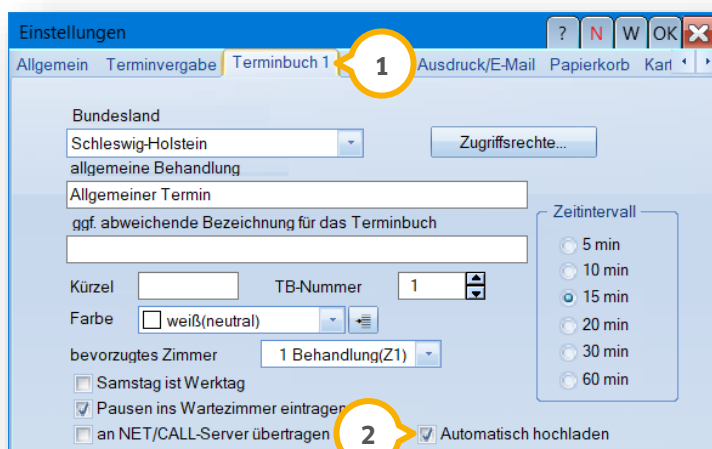 Einstellungen ? N W OK
Allgemein Terminvergabe Terminbuch 1 1 Ausdruck/E-Mail Papierkorb Kart
Bundesland
Schleswig-Holstein Zugriffsrechte...
allgemeine Behandlung
Allgemeiner Termin
ggf. abweichende Bezeichnung für das Terminbuch
Zeitintervall
5 min
10 min
15 min
20 min
30 min
60 min
Kürzel TB-Nummer 1
Farbe weiß(neutral)
bevorzugtes Zimmer 1 Behandlung(Z1)
Samstag ist Werktag
Pausen ins Wartezimmer eintragen
an NET/CALL-Server übertragen 2 Automatisch hochladen